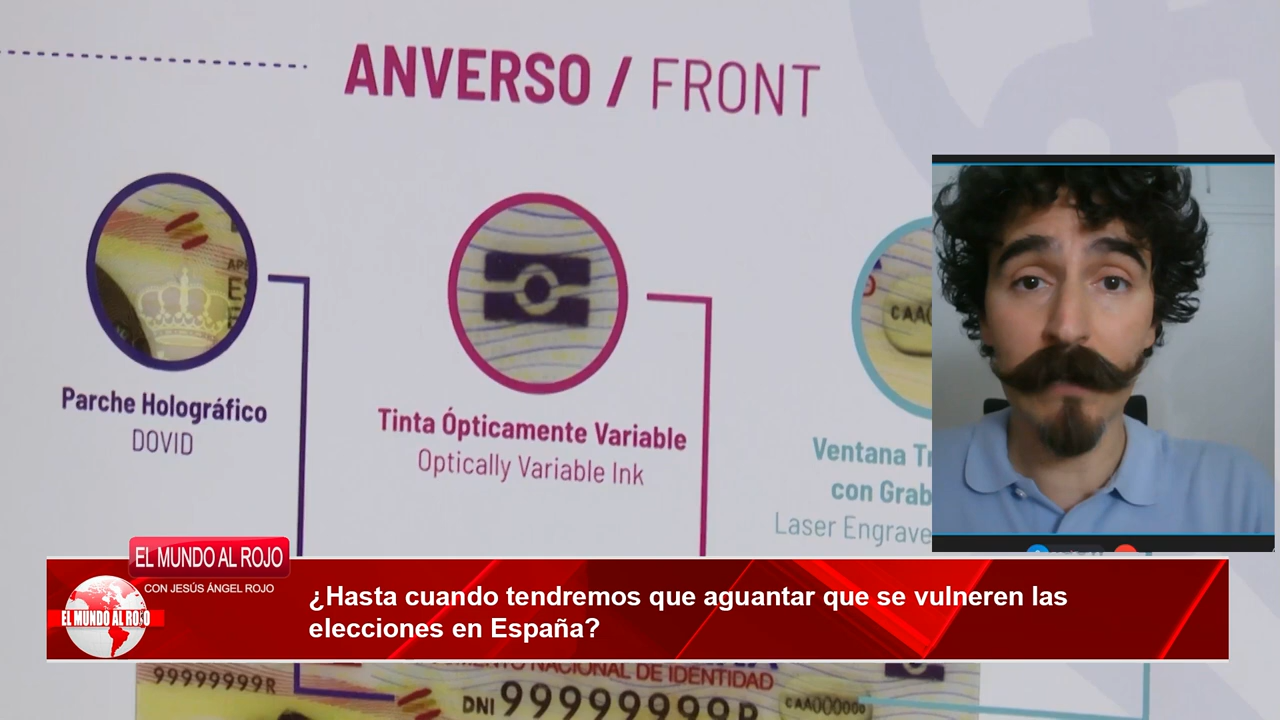 ANVERSO / FRONT
Parche Holográfico
DOVID
Tinta Ópticamente Variable
Optically Variable Ink
CAA
Ventana
con Grab
Laser Engrave
EL MUNDO AL ROJO
CON JESÚS ÁNGEL ROJO
EL MUNDO AL ROJO
¿Hasta cuando tendremos que aguantar que se vulneren las
elecciones en España?
NACIONAL DE IDENTIDAD
99999999R
DNI 99999999R
CAA000000